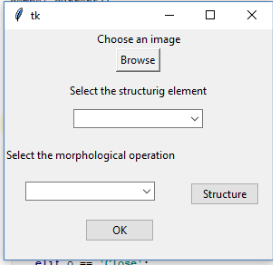 tk
Choose an image
Browse
Select the structurig element
Select the morphological operation
Structure
OK
elif o == 'Close':